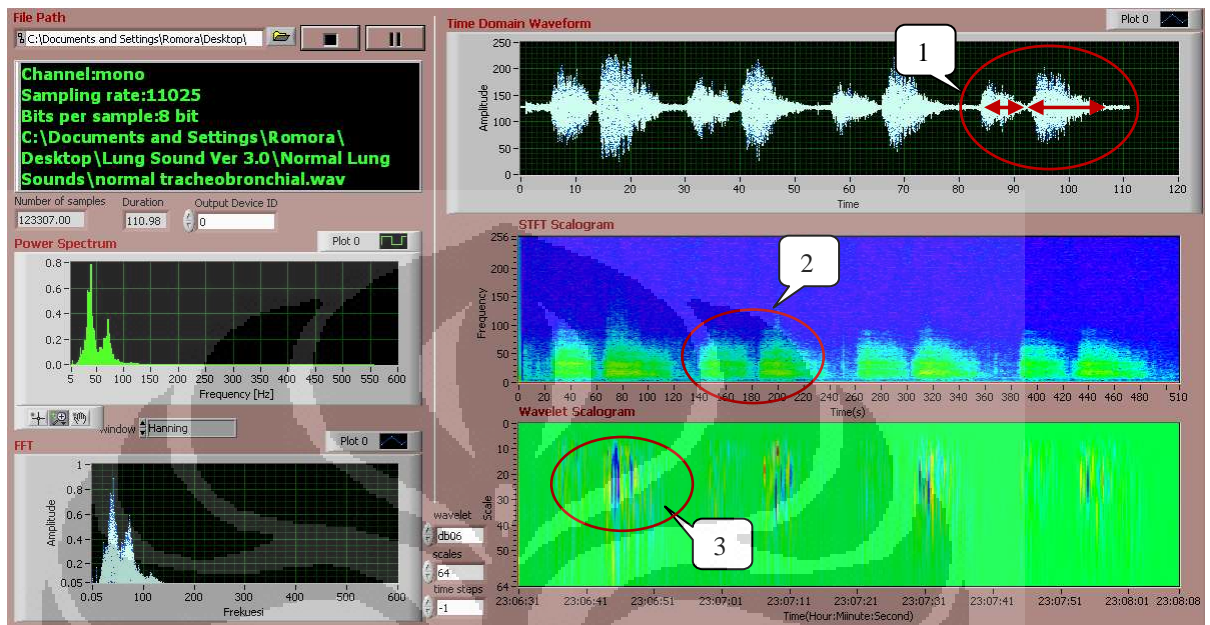 File Path
C:\Documents and Settings\Romora\Desktop\
Channel:mono
Sampling rate:11025
Bits per sample:8 bit
C:\Documents and Settings\Romora\
Desktop\Lung Sound Ver 3.0\Normal Lung
Sounds\normal tracheobronchial.wav
Number of samples Duration Output Device ID
123307.00 110.98 0
Power Spectrum Plot 0
0.8
0.6
0.4
0.2
0.0
5 50 100 150 200 250 300 350 400 450 500 550 600
Frequency [Hz]
window Hanning
FFT Plot 0
1
0.8
0.6
0.4
0.2
0.05
Amplitude
0.05 100 200 300 400 500 600
Frekuesi
wavelet
db06
scales
64
time steps
-1
Time Domain Waveform Plot 0
250
200
150
100
50
0
Amplitude
0 10 20 30 40 50 60 70 80 90 100 110 120
Time
1
STFT Scalogram
256
200
150
100
50
0
Frequency
0 20 40 60 80 100 120 140 160 180 200 220 240 260 280 300 320 340 360 380 400 420 440 460 480 510
Time(s)
2
Wavelet Scalogram
0
10
20
30
40
50
64
Scale
23:06:31 23:06:41 23:06:51 23:07:01 23:07:11 23:07:21 23:07:31 23:07:41 23:07:51 23:08:01 23:08:08
Time(Hour:Miinute:Second)
3